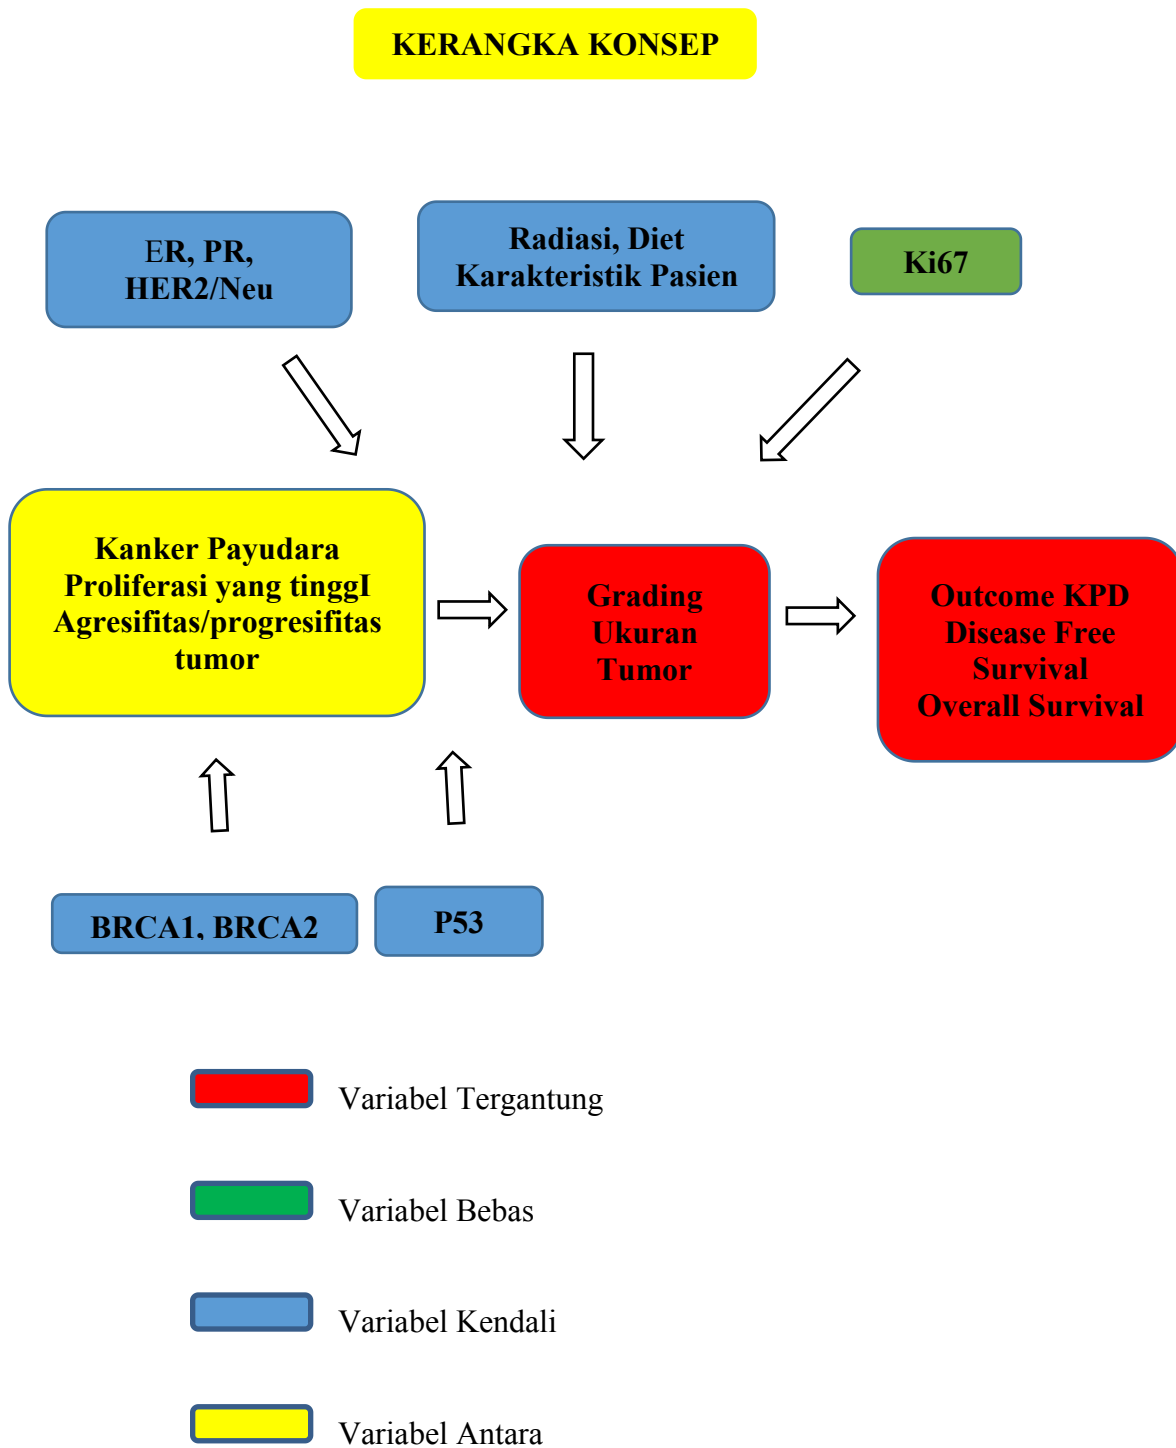 KERANGKA KONSEP
ER, PR,
HER2/Neu
Radiasi, Diet
Karakteristik Pasien
Ki67
Kanker Payudara
Proliferasi yang tinggI
Agresifitas/progresifitas
tumor
Grading
Ukuran
Tumor
Outcome KPD
Disease Free
Survival
Overall Survival
BRCA1, BRCA2
P53
Variabel Tergantung
Variabel Bebas
Variabel Kendali
Variabel Antara